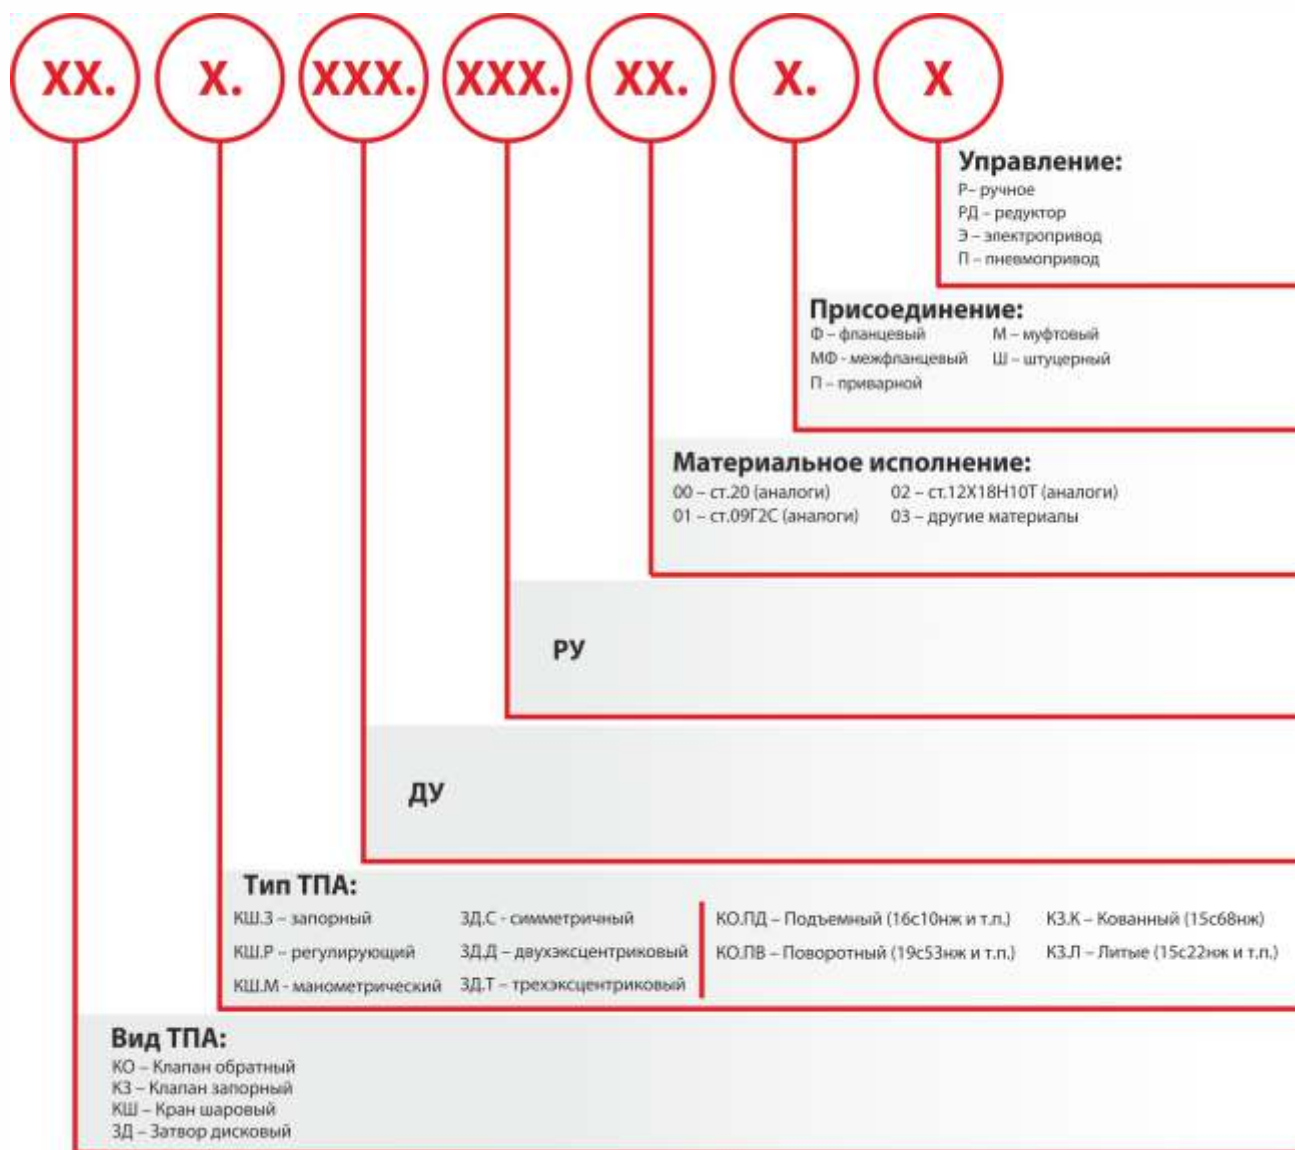 XX. X. XXX. XXX. XX. X. X
Управление:
Р– ручное
РД – редуктор
Э – электропривод
П – пневмопривод
Присоединение:
Ф – фланцевый М – муфтовый
МФ - межфланцевый Ш – штуцерный
П – приварной
Материальное исполнение:
00 – ст.20 (аналоги) 02 – ст.12Х18Н10Т (аналоги)
01 – ст.09Г2С (аналоги) 03 – другие материалы
РУ
ДУ
Тип ТПА:
КШ.З – запорный ЗД.С - симметричный КО.ПД – Подъемный (16с10нж и т.п.) КЗ.К – Кованный (15с68нж)
КШ.Р – регулирующий ЗД.Д – двухэксцентриковый КО.ПВ – Поворотный (19с53нж и т.п.) КЗ.Л – Литые (15с22нж и т.п.)
КШ.М - манометрический ЗД.Т – трехэксцентриковый
Вид ТПА:
КО – Клапан обратный
КЗ – Клапан запорный
КШ – Кран шаровый
ЗД – Затвор дисковый